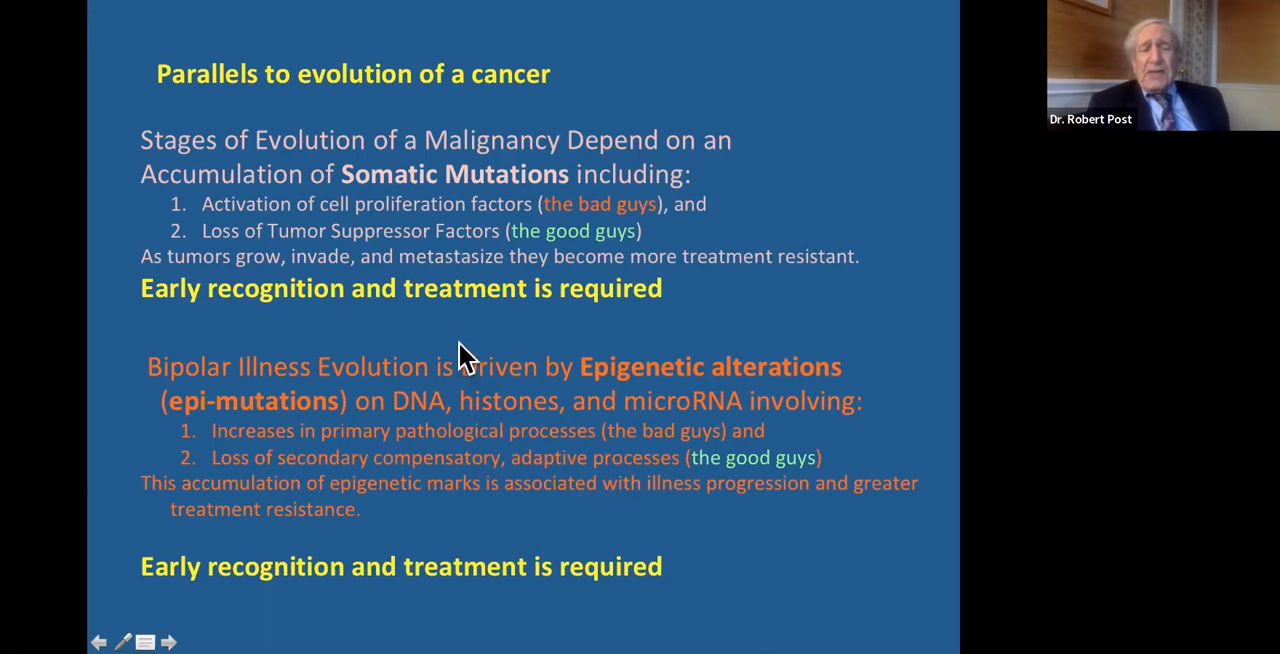 Parallels to evolution of a cancer
Stages of Evolution of a Malignancy Depend on an
Accumulation of Somatic Mutations including:
1. Activation of cell proliferation factors (the bad guys), and
2. Loss of Tumor Suppressor Factors (the good guys)
As tumors grow, invade, and metastasize they become more treatment resistant.
Early recognition and treatment is required
Bipolar Illness Evolution is driven by Epigenetic alterations
(epi-mutations) on DNA, histones, and microRNA involving:
1. Increases in primary pathological processes (the bad guys) and
2. Loss of secondary compensatory, adaptive processes (the good guys)
This accumulation of epigenetic marks is associated with illness progression and greater
treatment resistance.
Early recognition and treatment is required
Dr. Robert Post